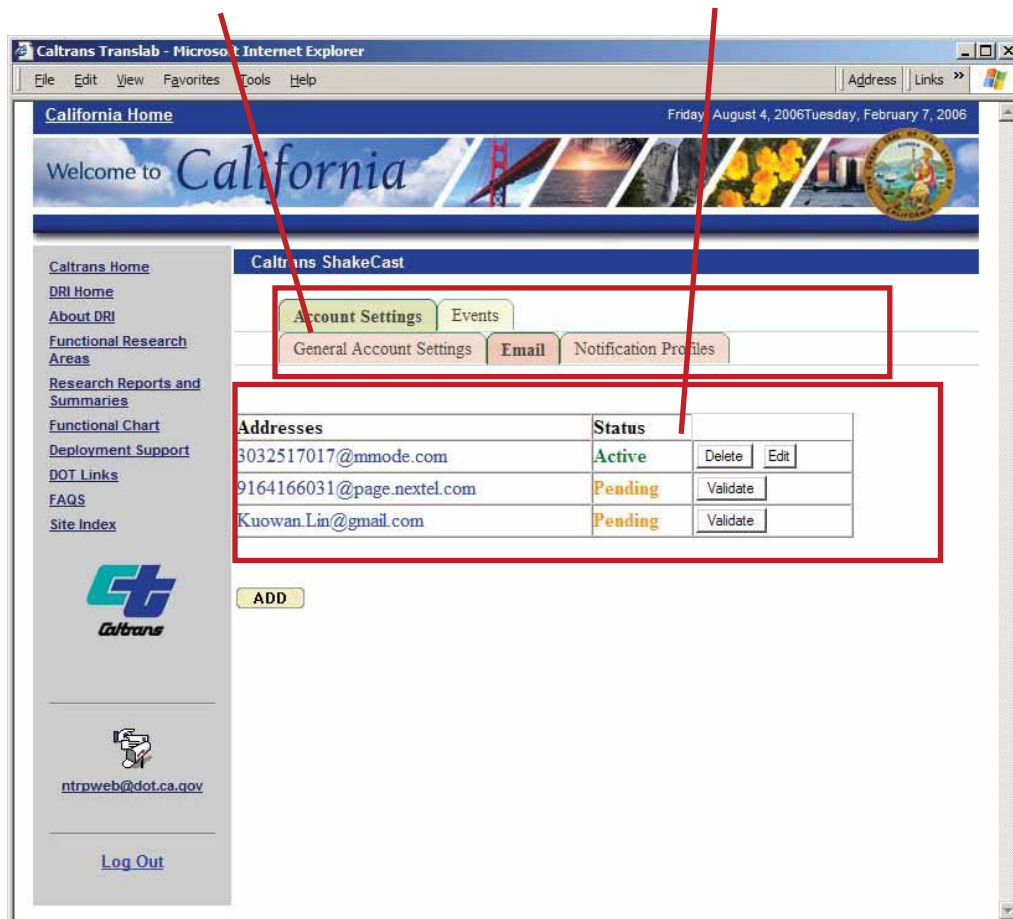 Caltrans Translab - Microsoft Internet Explorer
File Edit View Favorites Tools Help Address Links »
California Home Friday, August 4, 2006Tuesday, February 7, 2006
Welcome to California
Caltrans ShakeCast
Caltrans Home
DRI Home
About DRI
Functional Research Areas
Research Reports and Summaries
Functional Chart
Deployment Support
DOT Links
FAQS
Site Index
Caltrans
ntrpweb@dot.ca.gov
Log Out
Account Settings Events
General Account Settings Email Notification Profiles
Addresses Status
3032517017@mmode.com Active Delete Edit
9164166031@page.nextel.com Pending Validate
Kuowan.Lin@gmail.com Pending Validate
ADD